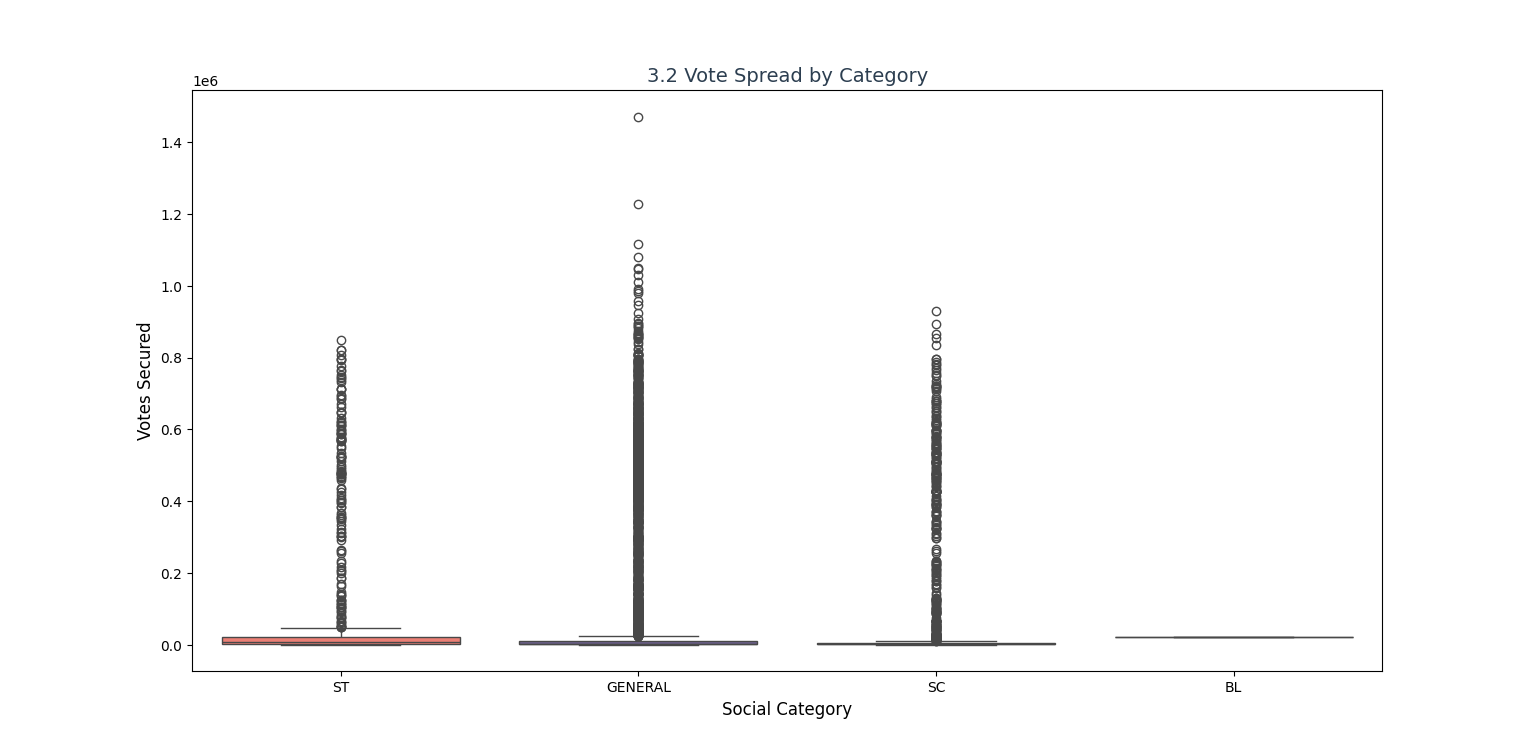 3.2 Vote Spread by Category
1e6
1.4
1.2
1.0
0.8
0.6
0.4
0.2
0.0
Votes Secured
ST GENERAL SC BL
Social Category